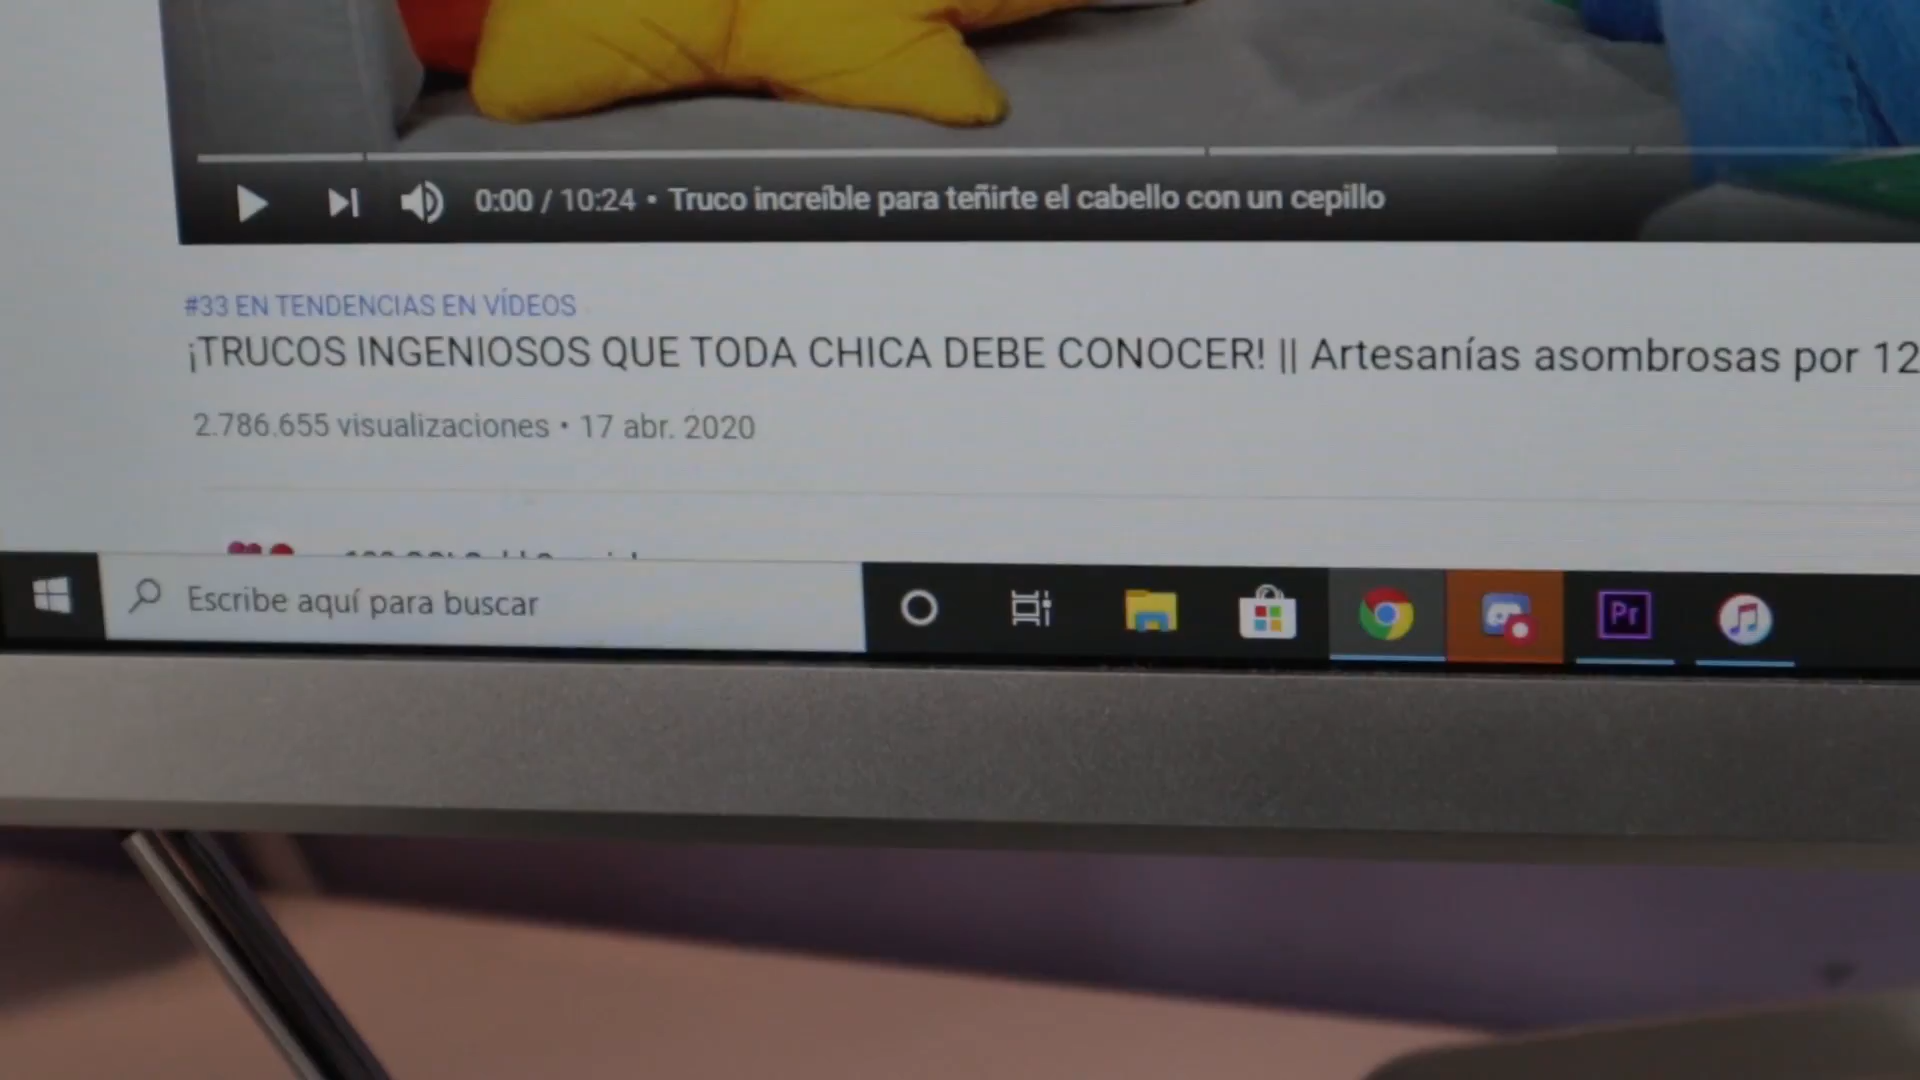 0:00 / 10:24 • Truco increíble para teñirte el cabello con un cepillo
#33 EN TENDENCIAS EN VÍDEOS
¡TRUCOS INGENIOSOS QUE TODA CHICA DEBE CONOCER! || Artesanías asombrosas por 12
2.786.655 visualizaciones • 17 abr. 2020
Escribe aquí para buscar
Pr